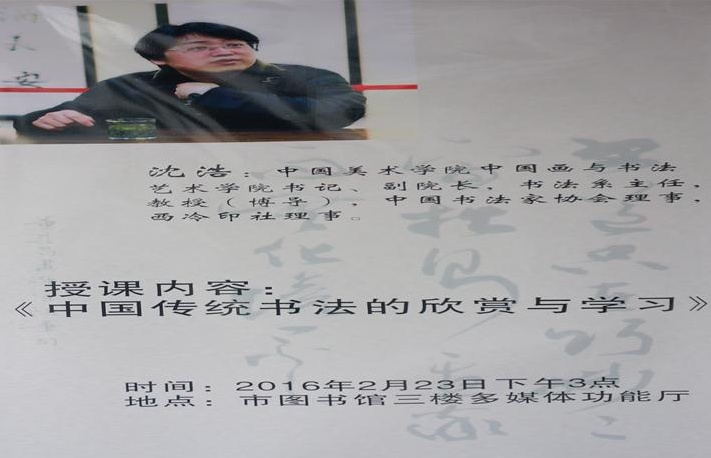 天
安
沈浩：中国美术学院中国画与书法
艺术学院书记、副院长，书法系主任，
教授（博导），中国书法家协会理事，
西泠印社理事。
授课内容：
《中国传统书法的欣赏与学习》
时间：2016年2月23日下午3点
地点：市图书馆三楼多媒体功能厅